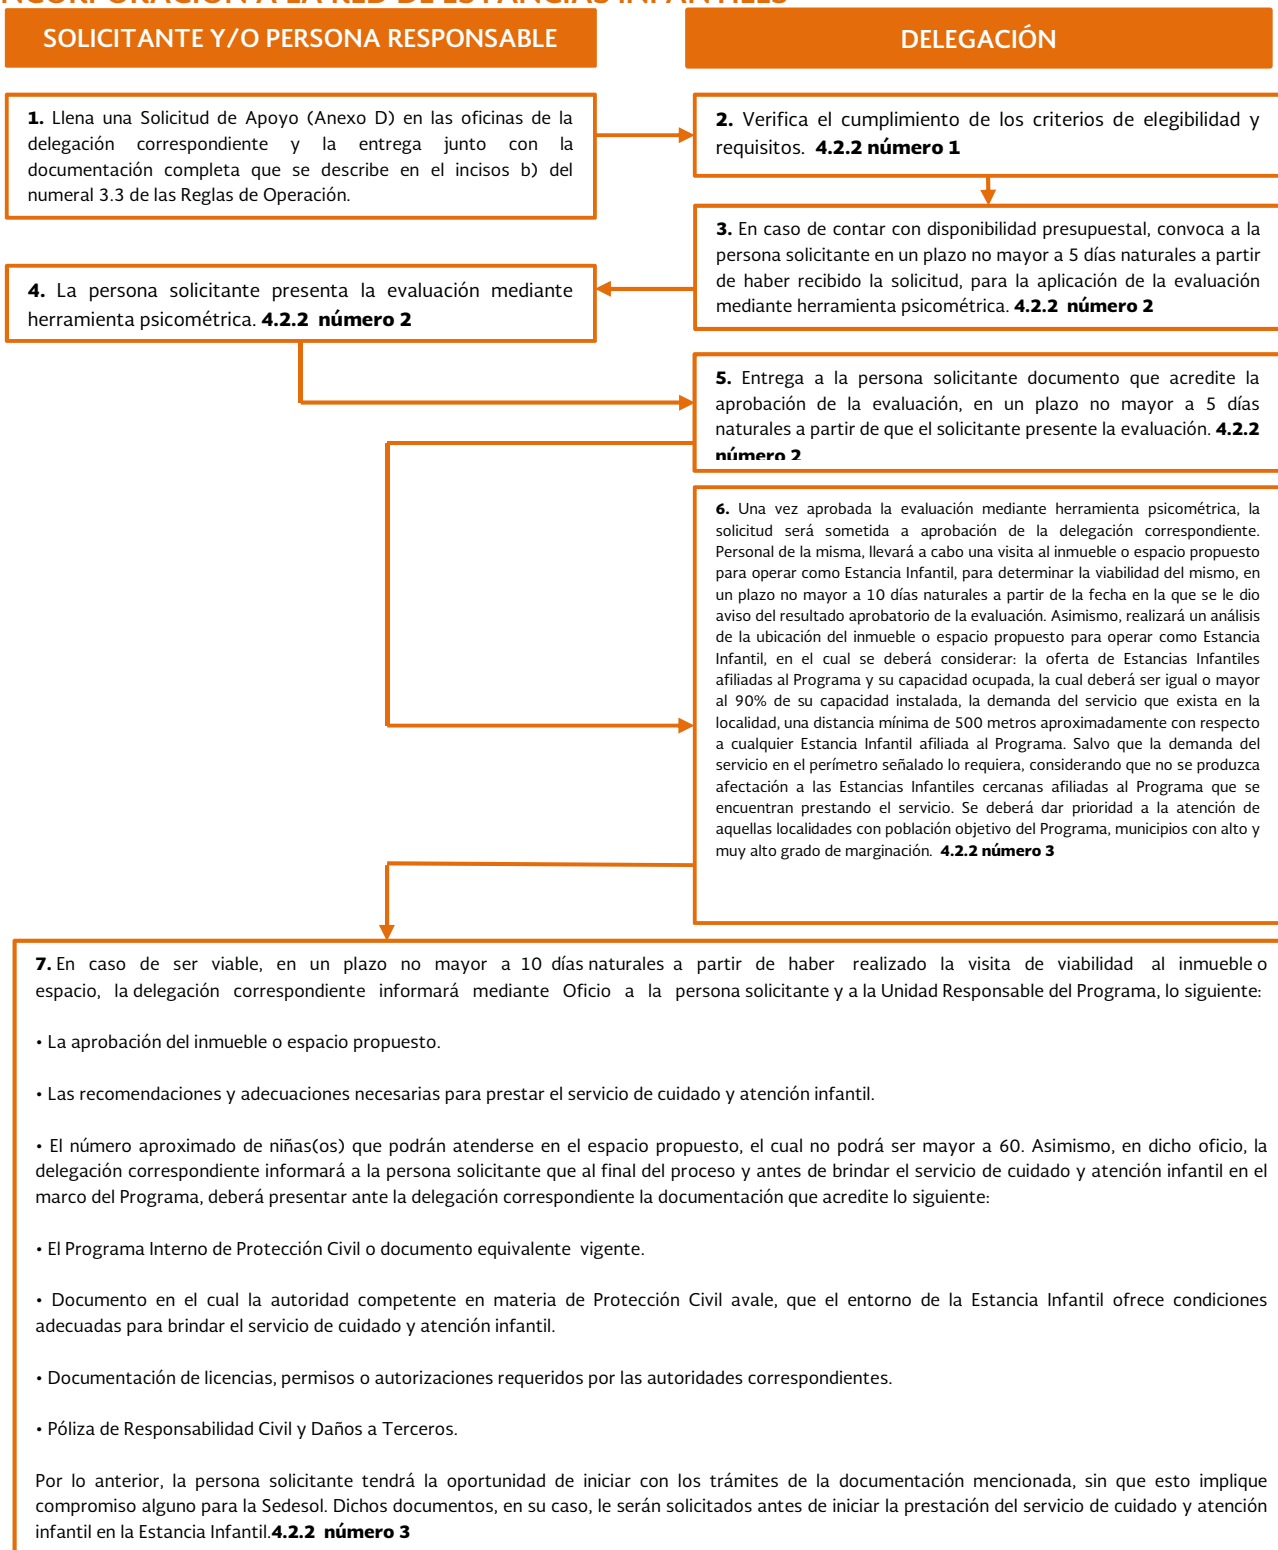 INCORPORACIÓN A LA RED DE ESTANCIAS INFANTILES
SOLICITANTE Y/O PERSONA RESPONSABLE
DELEGACIÓN
1. Llena una Solicitud de Apoyo (Anexo D) en las oficinas de la
delegación correspondiente y la entrega junto con la
documentación completa que se describe en el incisos b) del
numeral 3.3 de las Reglas de Operación.
2. Verifica el cumplimiento de los criterios de elegibilidad y
requisitos. 4.2.2 número 1
3. En caso de contar con disponibilidad presupuestal, convoca a la
persona solicitante en un plazo no mayor a 5 días naturales a partir
de haber recibido la solicitud, para la aplicación de la evaluación
mediante herramienta psicométrica. 4.2.2 número 2
4. La persona solicitante presenta la evaluación mediante
herramienta psicométrica. 4.2.2 número 2
5. Entrega a la persona solicitante documento que acredite la
aprobación de la evaluación, en un plazo no mayor a 5 días
naturales a partir de que el solicitante presente la evaluación. 4.2.2
número 2
6. Una vez aprobada la evaluación mediante herramienta psicométrica, la
solicitud será sometida a aprobación de la delegación correspondiente.
Personal de la misma, llevará a cabo una visita al inmueble o espacio propuesto
para operar como Estancia Infantil, para determinar la viabilidad del mismo, en
un plazo no mayor a 10 días naturales a partir de la fecha en la que se le dio
aviso del resultado aprobatorio de la evaluación. Asimismo, realizará un análisis
de la ubicación del inmueble o espacio propuesto para operar como Estancia
Infantil, en el cual se deberá considerar: la oferta de Estancias Infantiles
afiliadas al Programa y su capacidad ocupada, la cual deberá ser igual o mayor
al 90% de su capacidad instalada, la demanda del servicio que exista en la
localidad, una distancia mínima de 500 metros aproximadamente con respecto
a cualquier Estancia Infantil afiliada al Programa. Salvo que la demanda del
servicio en el perímetro señalado lo requiera, considerando que no se produzca
afectación a las Estancias Infantiles cercanas afiliadas al Programa que se
encuentran prestando el servicio. Se deberá dar prioridad a la atención de
aquellas localidades con población objetivo del Programa, municipios con alto y
muy alto grado de marginación. 4.2.2 número 3
7. En caso de ser viable, en un plazo no mayor a 10 días naturales a partir de haber realizado la visita de viabilidad al inmueble o
espacio, la delegación correspondiente informará mediante Oficio a la persona solicitante y a la Unidad Responsable del Programa, lo siguiente:
• La aprobación del inmueble o espacio propuesto.
• Las recomendaciones y adecuaciones necesarias para prestar el servicio de cuidado y atención infantil.
• El número aproximado de niñas(os) que podrán atenderse en el espacio propuesto, el cual no podrá ser mayor a 60. Asimismo, en dicho oficio, la
delegación correspondiente informará a la persona solicitante que al final del proceso y antes de brindar el servicio de cuidado y atención infantil en el
marco del Programa, deberá presentar ante la delegación correspondiente la documentación que acredite lo siguiente:
• El Programa Interno de Protección Civil o documento equivalente vigente.
• Documento en el cual la autoridad competente en materia de Protección Civil avale, que el entorno de la Estancia Infantil ofrece condiciones
adecuadas para brindar el servicio de cuidado y atención infantil.
• Documentación de licencias, permisos o autorizaciones requeridos por las autoridades correspondientes.
• Póliza de Responsabilidad Civil y Daños a Terceros.
Por lo anterior, la persona solicitante tendrá la oportunidad de iniciar con los trámites de la documentación mencionada, sin que esto implique
compromiso alguno para la Sedesol. Dichos documentos, en su caso, le serán solicitados antes de iniciar la prestación del servicio de cuidado y atención
infantil en la Estancia Infantil.4.2.2 número 3